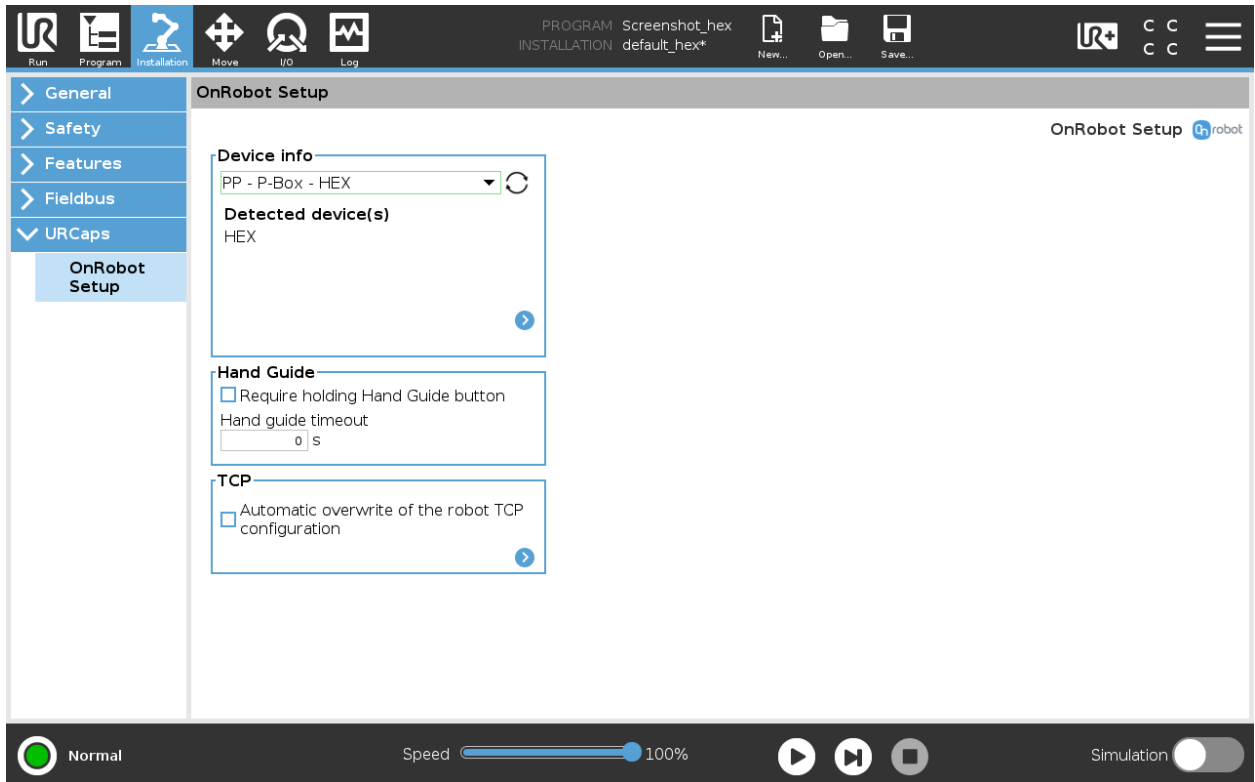 PROGRAM Screenshot_hex
INSTALLATION default_hex*
Run Program Installation Move I/O Log New... Open... Save...
UR+
C C
C C
General
Safety
Features
Fieldbus
URCaps
OnRobot
Setup
OnRobot Setup
OnRobot Setup On robot
Device info
PP - P-Box - HEX
Detected device(s)
HEX
Hand Guide
Require holding Hand Guide button
Hand guide timeout
0 s
TCP
Automatic overwrite of the robot TCP
configuration
Normal
Speed 100%
Simulation